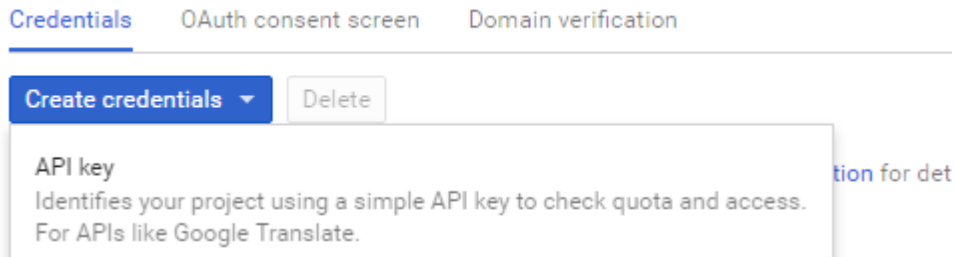 Credentials OAuth consent screen Domain verification
Create credentials Delete
API key
tion for det
Identifies your project using a simple API key to check quota and access.
For APIs like Google Translate.